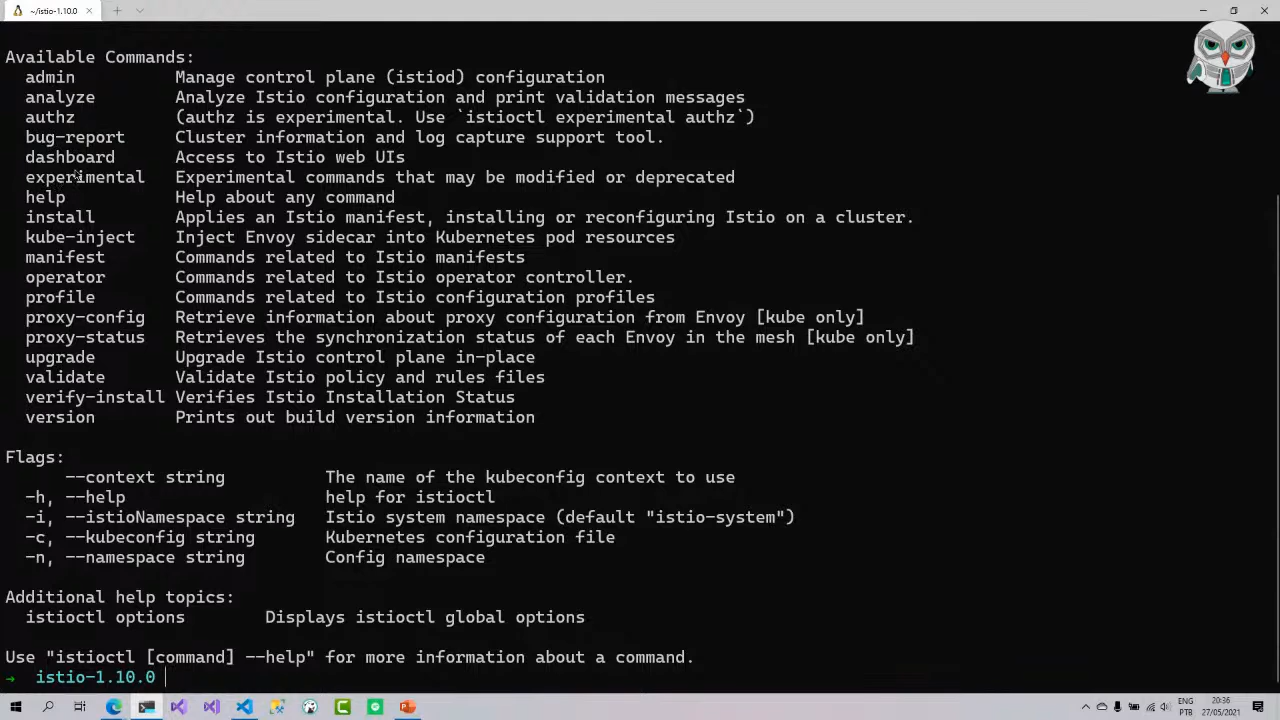 ~/istio-1.10.0
Available Commands:
admin Manage control plane (istiod) configuration
analyze Analyze Istio configuration and print validation messages
authz (authz is experimental. Use `istioctl experimental authz`)
bug-report Cluster information and log capture support tool.
dashboard Access to Istio web UIs
experimental Experimental commands that may be modified or deprecated
help Help about any command
install Applies an Istio manifest, installing or reconfiguring Istio on a cluster.
kube-inject Inject Envoy sidecar into Kubernetes pod resources
manifest Commands related to Istio manifests
operator Commands related to Istio operator controller.
profile Commands related to Istio configuration profiles
proxy-config Retrieve information about proxy configuration from Envoy [kube only]
proxy-status Retrieves the synchronization status of each Envoy in the mesh [kube only]
upgrade Upgrade Istio control plane in-place
validate Validate Istio policy and rules files
verify-install Verifies Istio Installation Status
version Prints out build version information
Flags:
--context string The name of the kubeconfig context to use
-h, --help help for istioctl
-i, --istioNamespace string Istio system namespace (default "istio-system")
-c, --kubeconfig string Kubernetes configuration file
-n, --namespace string Config namespace
Additional help topics:
istioctl options Displays istioctl global options
Use "istioctl [command] --help" for more information about a command.
→ istio-1.10.0
ENG 20:36
PTB 27/05/2021